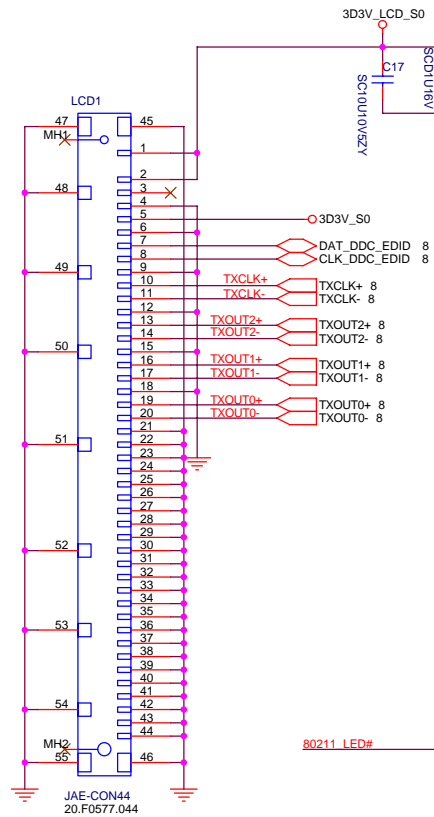 3D3V_LCD_S0
C17
SC10U10V5ZY
SCD1U16V
LCD1
47
45
MH1
1
2
48
3
4
5
3D3V_S0
6
7
DAT_DDC_EDID 8
8
CLK_DDC_EDID 8
49
9
10
TXCLK+
TXCLK+ 8
11
TXCLK-
TXCLK- 8
12
13
TXOUT2+
TXOUT2+ 8
14
TXOUT2-
TXOUT2- 8
50
15
16
TXOUT1+
TXOUT1+ 8
17
TXOUT1-
TXOUT1- 8
18
19
TXOUT0+
TXOUT0+ 8
20
TXOUT0-
TXOUT0- 8
21
51
22
23
24
25
26
27
28
29
52
30
31
32
33
34
35
53
36
37
38
39
40
41
54
42
43
44
MH2
80211_LED#
55
46
JAE-CON44
20.F0577.044